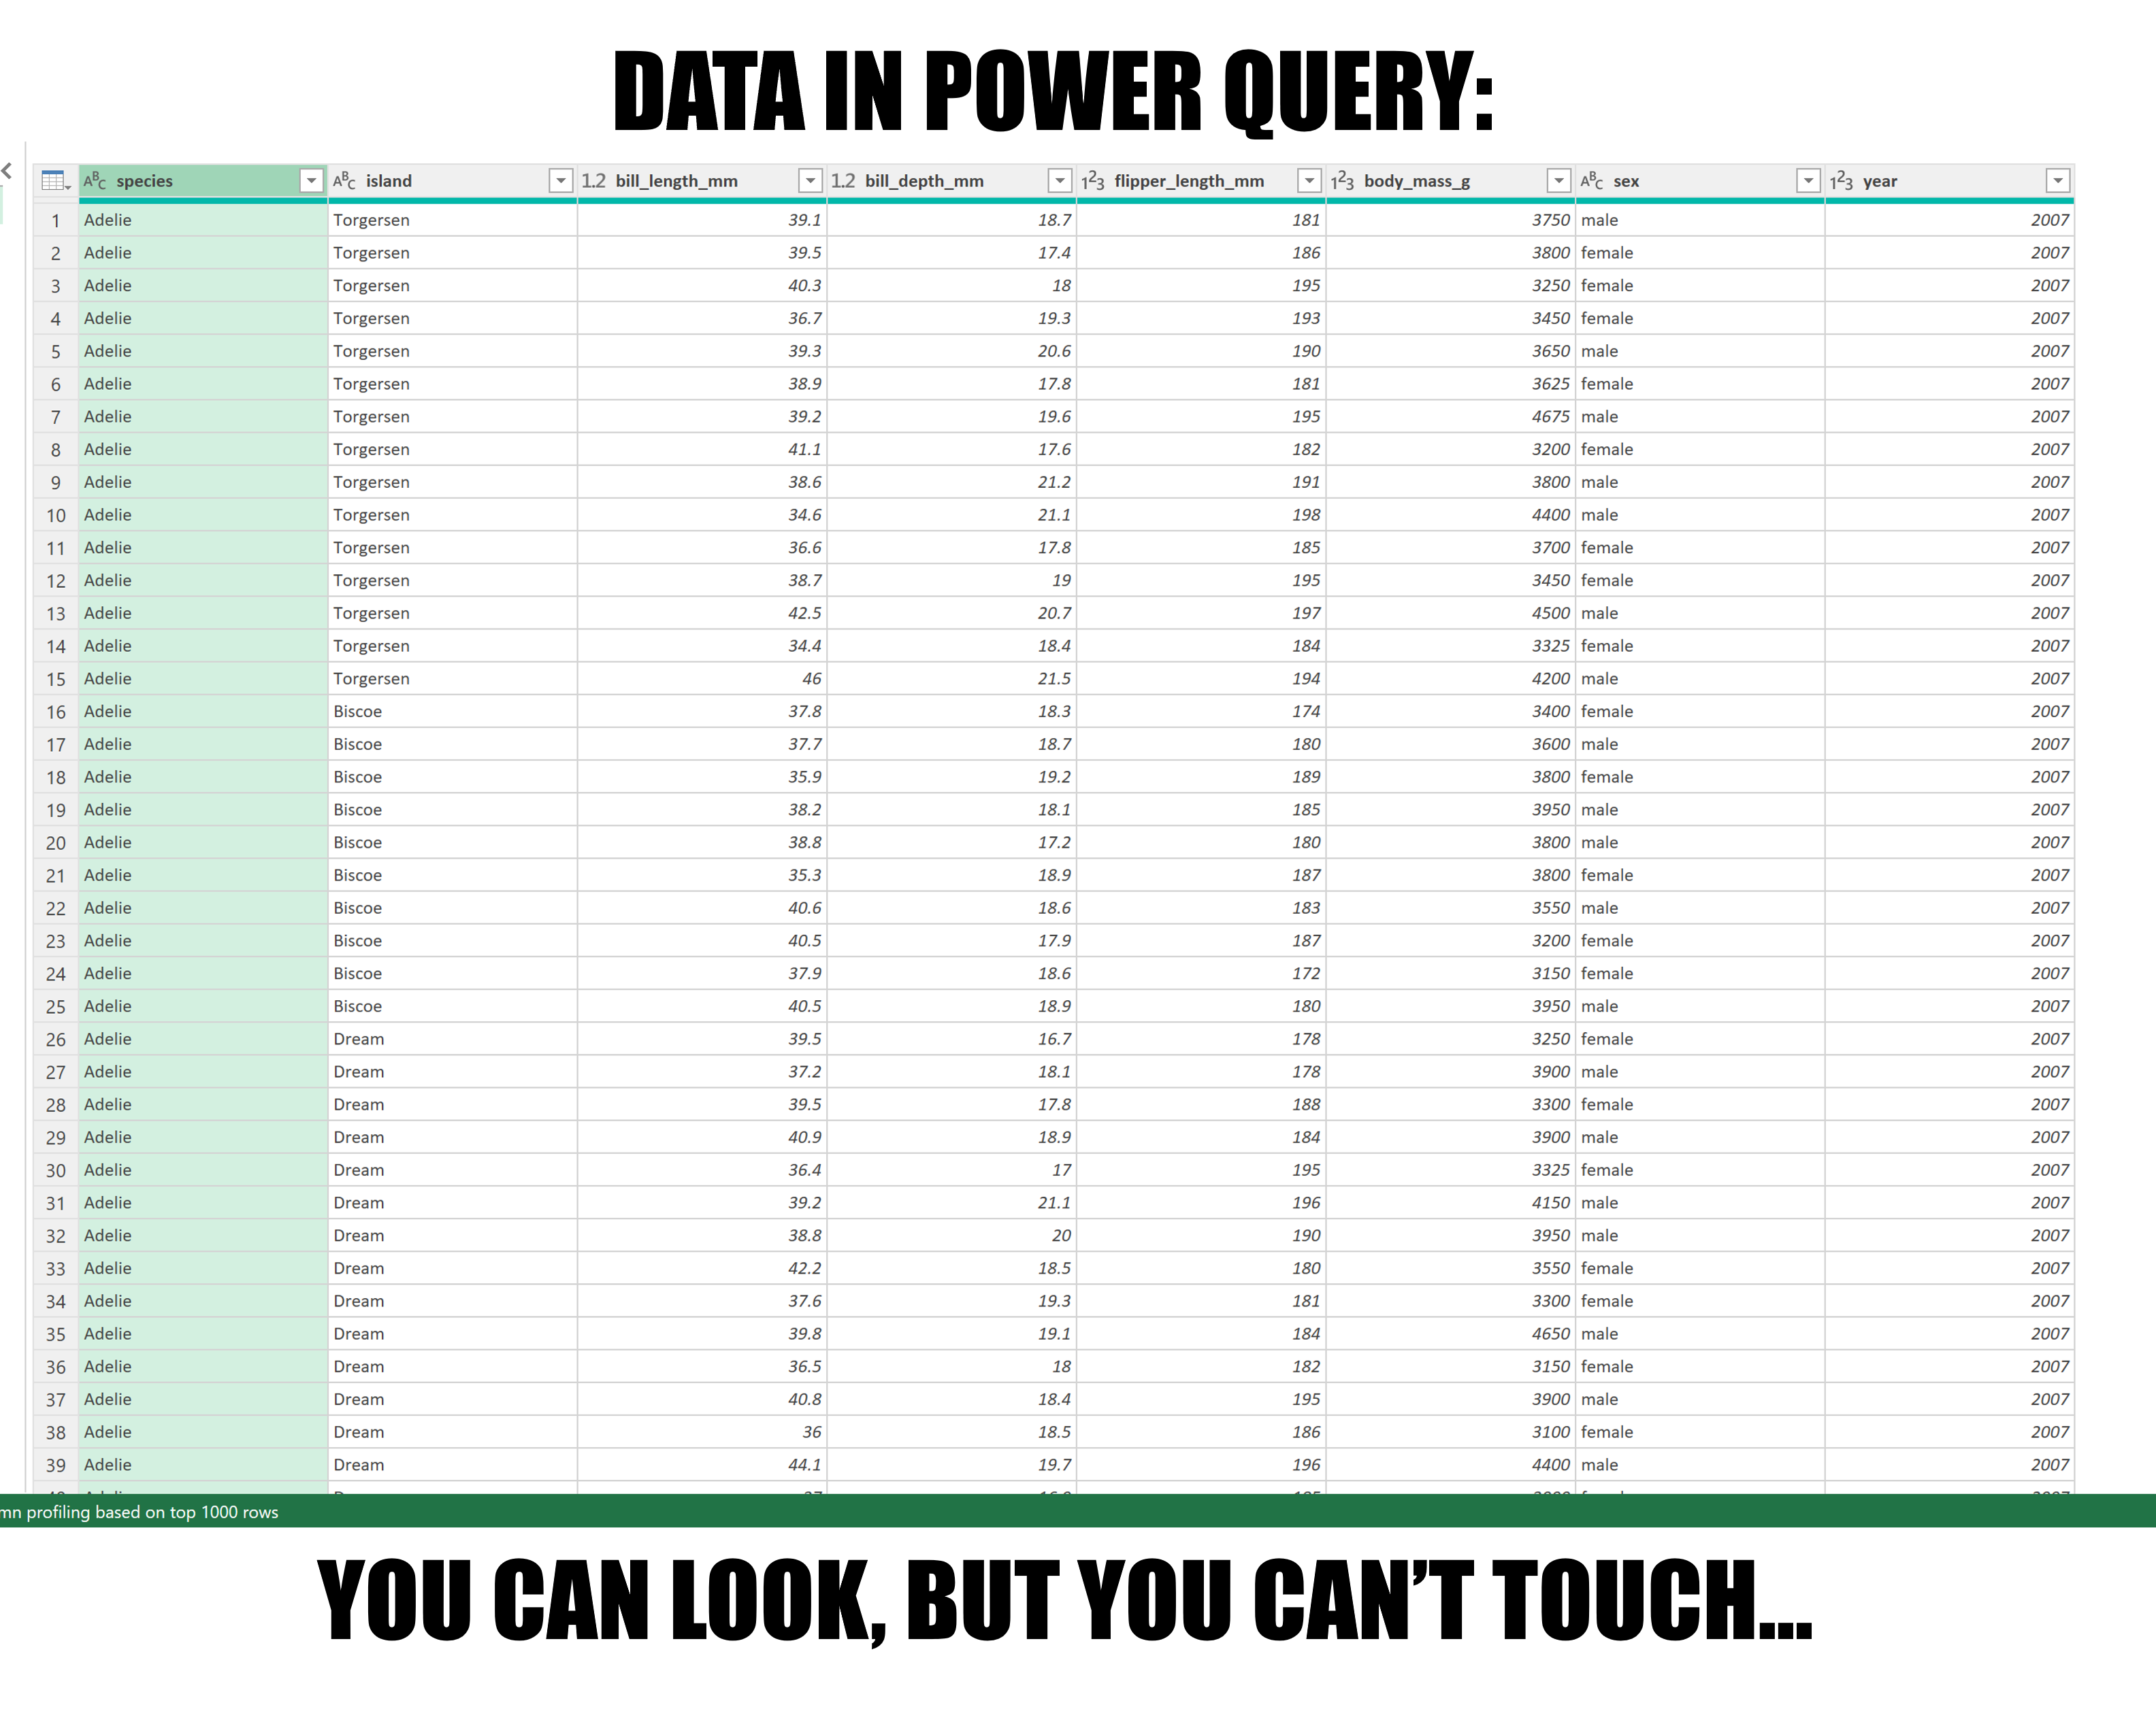 DATA IN POWER QUERY:
ABC species ABC island 1.2 bill_length_mm 1.2 bill_depth_mm 123 flipper_length_mm 123 body_mass_g ABC sex 123 year
1 Adelie Torgersen 39.1 18.7 181 3750 male 2007
2 Adelie Torgersen 39.5 17.4 186 3800 female 2007
3 Adelie Torgersen 40.3 18 195 3250 female 2007
4 Adelie Torgersen 36.7 19.3 193 3450 female 2007
5 Adelie Torgersen 39.3 20.6 190 3650 male 2007
6 Adelie Torgersen 38.9 17.8 181 3625 female 2007
7 Adelie Torgersen 39.2 19.6 195 4675 male 2007
8 Adelie Torgersen 41.1 17.6 182 3200 female 2007
9 Adelie Torgersen 38.6 21.2 191 3800 male 2007
10 Adelie Torgersen 34.6 21.1 198 4400 male 2007
11 Adelie Torgersen 36.6 17.8 185 3700 female 2007
12 Adelie Torgersen 38.7 19 195 3450 female 2007
13 Adelie Torgersen 42.5 20.7 197 4500 male 2007
14 Adelie Torgersen 34.4 18.4 184 3325 female 2007
15 Adelie Torgersen 46 21.5 194 4200 male 2007
16 Adelie Biscoe 37.8 18.3 174 3400 female 2007
17 Adelie Biscoe 37.7 18.7 180 3600 male 2007
18 Adelie Biscoe 35.9 19.2 189 3800 female 2007
19 Adelie Biscoe 38.2 18.1 185 3950 male 2007
20 Adelie Biscoe 38.8 17.2 180 3800 male 2007
21 Adelie Biscoe 35.3 18.9 187 3800 female 2007
22 Adelie Biscoe 40.6 18.6 183 3550 male 2007
23 Adelie Biscoe 40.5 17.9 187 3200 female 2007
24 Adelie Biscoe 37.9 18.6 172 3150 female 2007
25 Adelie Biscoe 40.5 18.9 180 3950 male 2007
26 Adelie Dream 39.5 16.7 178 3250 female 2007
27 Adelie Dream 37.2 18.1 178 3900 male 2007
28 Adelie Dream 39.5 17.8 188 3300 female 2007
29 Adelie Dream 40.9 18.9 184 3900 male 2007
30 Adelie Dream 36.4 17 195 3325 female 2007
31 Adelie Dream 39.2 21.1 196 4150 male 2007
32 Adelie Dream 38.8 20 190 3950 male 2007
33 Adelie Dream 42.2 18.5 180 3550 female 2007
34 Adelie Dream 37.6 19.3 181 3300 female 2007
35 Adelie Dream 39.8 19.1 184 4650 male 2007
36 Adelie Dream 36.5 18 182 3150 female 2007
37 Adelie Dream 40.8 18.4 195 3900 male 2007
38 Adelie Dream 36 18.5 186 3100 female 2007
39 Adelie Dream 44.1 19.7 196 4400 male 2007
mn profiling based on top 1000 rows
YOU CAN LOOK, BUT YOU CAN'T TOUCH...